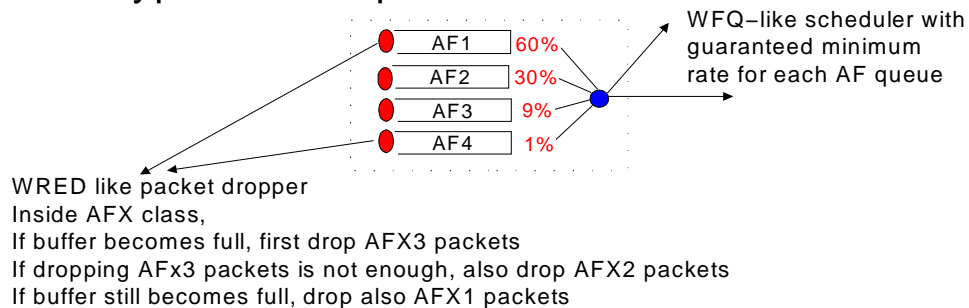 WFQ−like scheduler with
guaranteed minimum
rate for each AF queue
AF1 60%
AF2 30%
AF3 9%
AF4 1%
WRED like packet dropper
Inside AFX class,
If buffer becomes full, first drop AFX3 packets
If dropping AFx3 packets is not enough, also drop AFX2 packets
If buffer still becomes full, drop also AFX1 packets